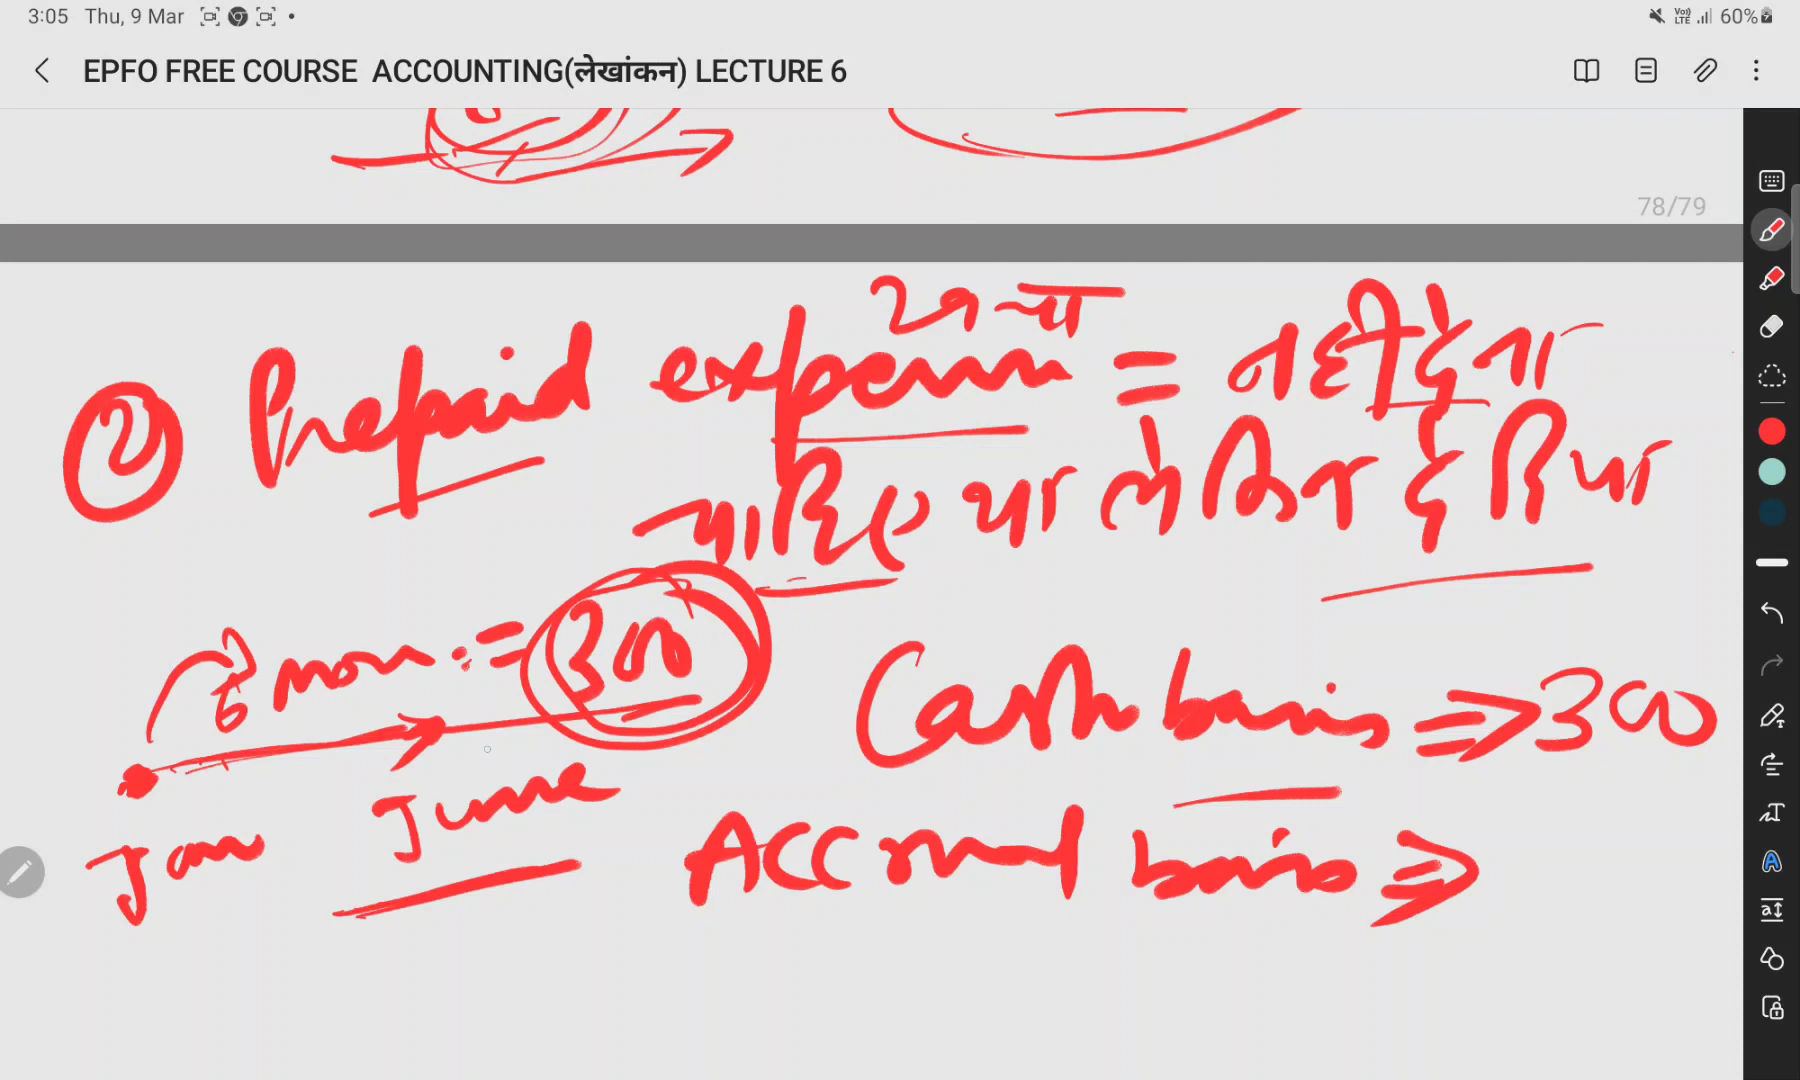 3:05 Thu, 9 Mar 60%
EPFO FREE COURSE ACCOUNTING(लेखांकन) LECTURE 6
78/79
खर्चा
② Prepaid expenses = नहीं देना
चाहिए था लेकिन दे दिया
6 mon := 300
Cash basis ⇒ 300
Jan June
Accrual basis ⇒